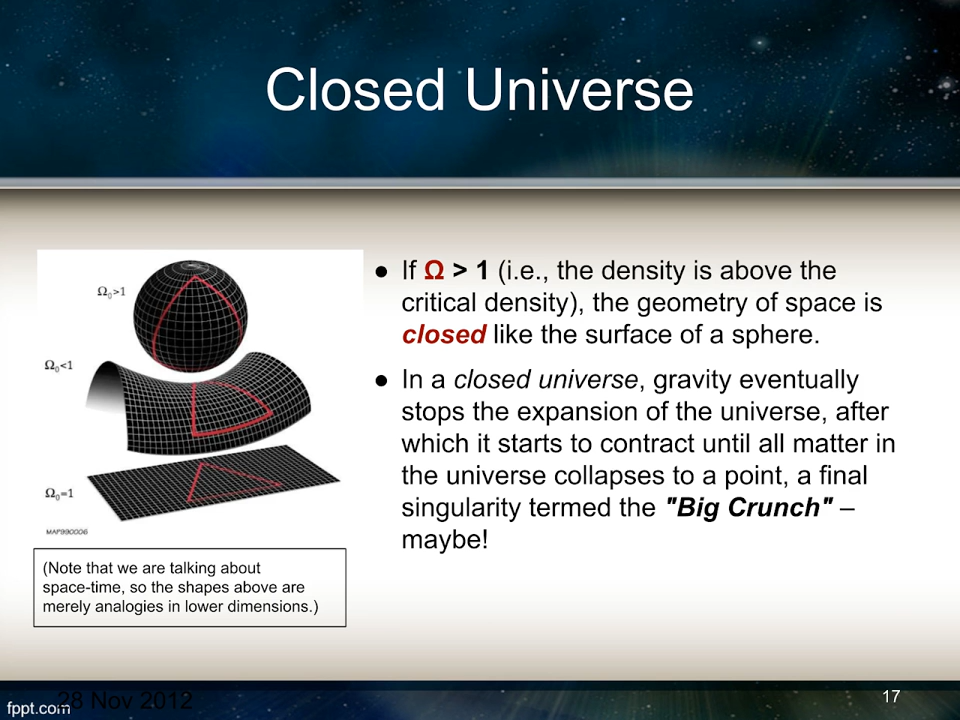 Closed Universe
Ω₀>1
Ω₀<1
Ω₀=1
MAP990006
(Note that we are talking about
space-time, so the shapes above are
merely analogies in lower dimensions.)
● If Ω > 1 (i.e., the density is above the
critical density), the geometry of space is
closed like the surface of a sphere.
● In a closed universe, gravity eventually
stops the expansion of the universe, after
which it starts to contract until all matter in
the universe collapses to a point, a final
singularity termed the "Big Crunch" –
maybe!
28 Nov 2012
fppt.com
17